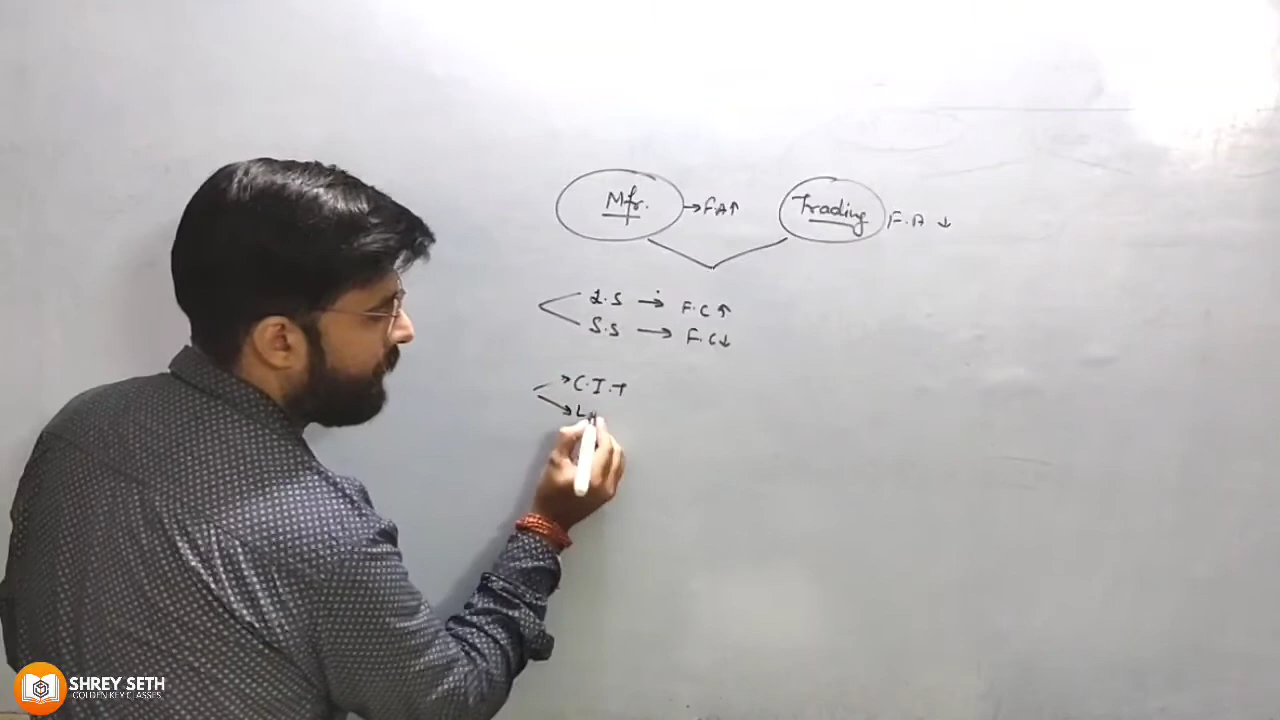 Mfr. → F.A↑ Trading F.A ↓
L.S → F.C↑
S.S → F.C↓
C.I.T
L
SHREY SETH
GOLDEN KEY CLASSES